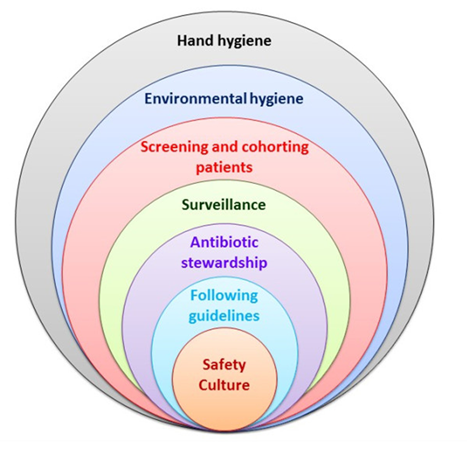 Hand hygiene
Environmental hygiene
Screening and cohorting
patients
Surveillance
Antibiotic
stewardship
Following
guidelines
Safety
Culture